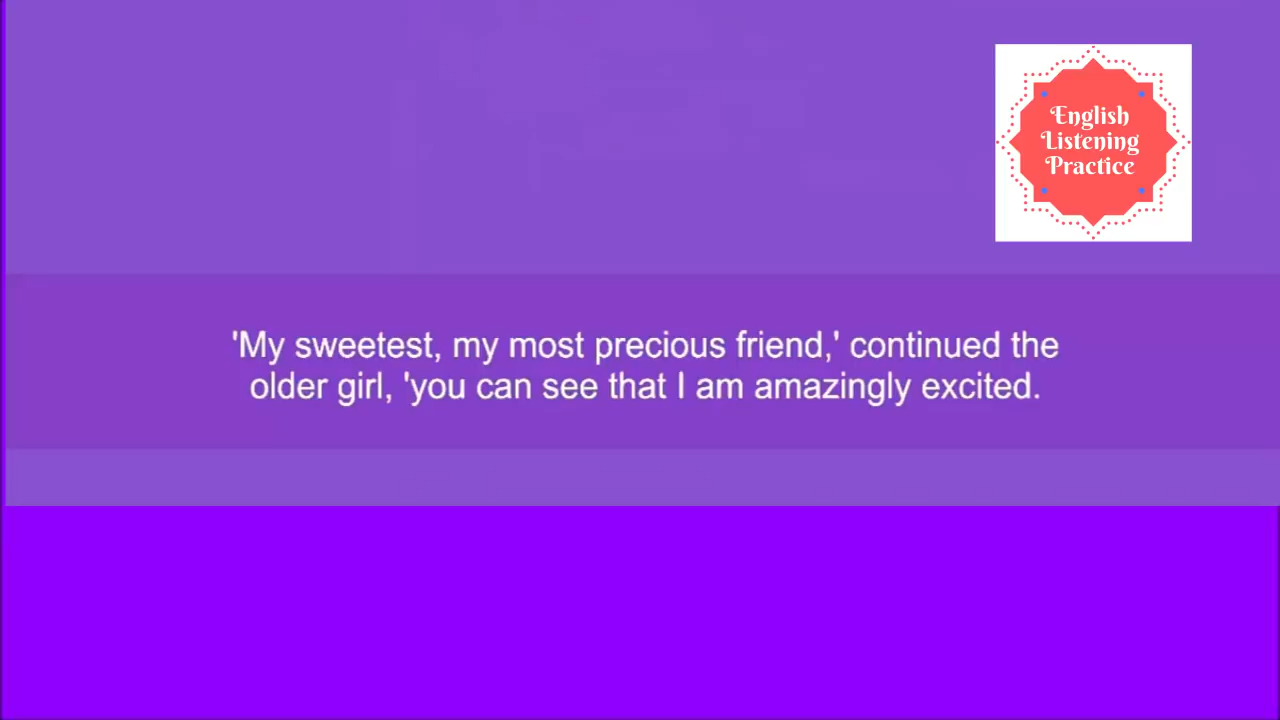 English
Listening
Practice
'My sweetest, my most precious friend,' continued the
older girl, 'you can see that I am amazingly excited.